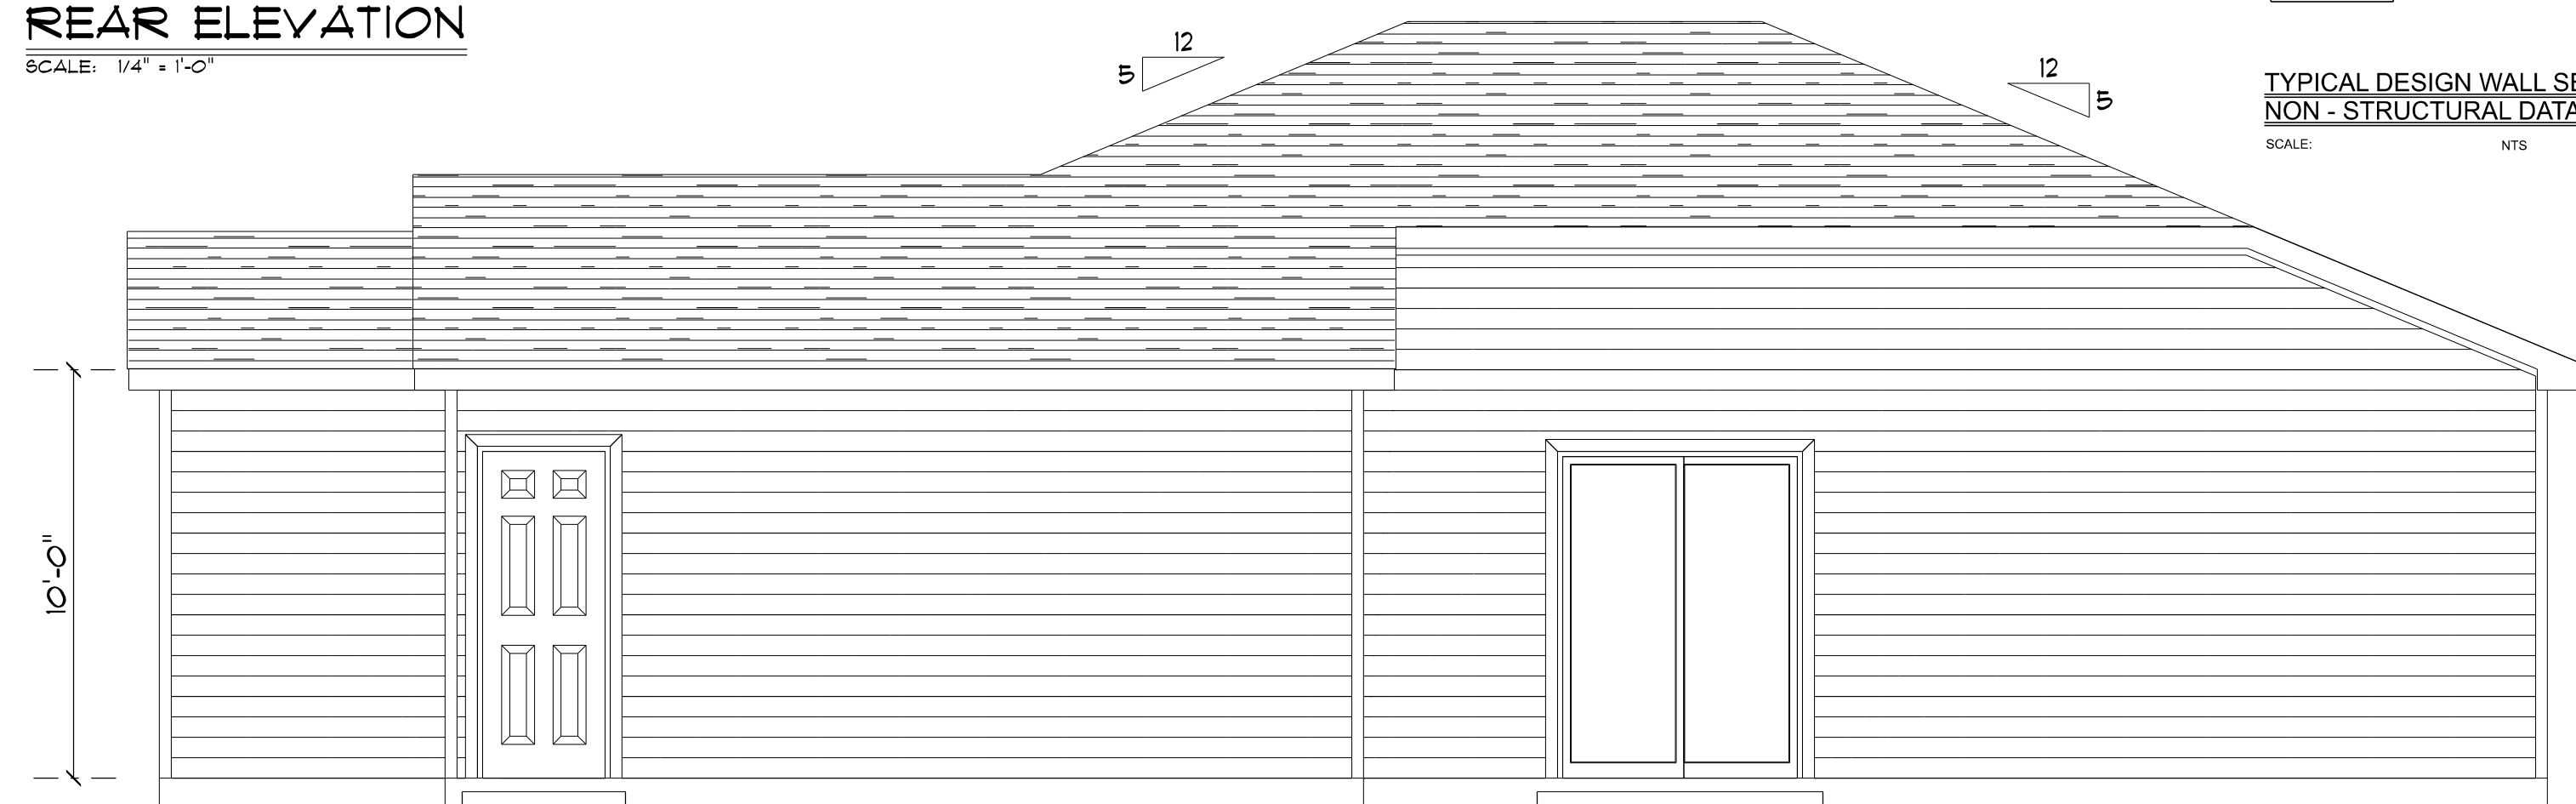 REAR ELEVATION
SCALE: 1/4" = 1'-0"
12
5
12
5
TYPICAL DESIGN WALL
NON - STRUCTURAL DATA
SCALE: NTS
10'-0"